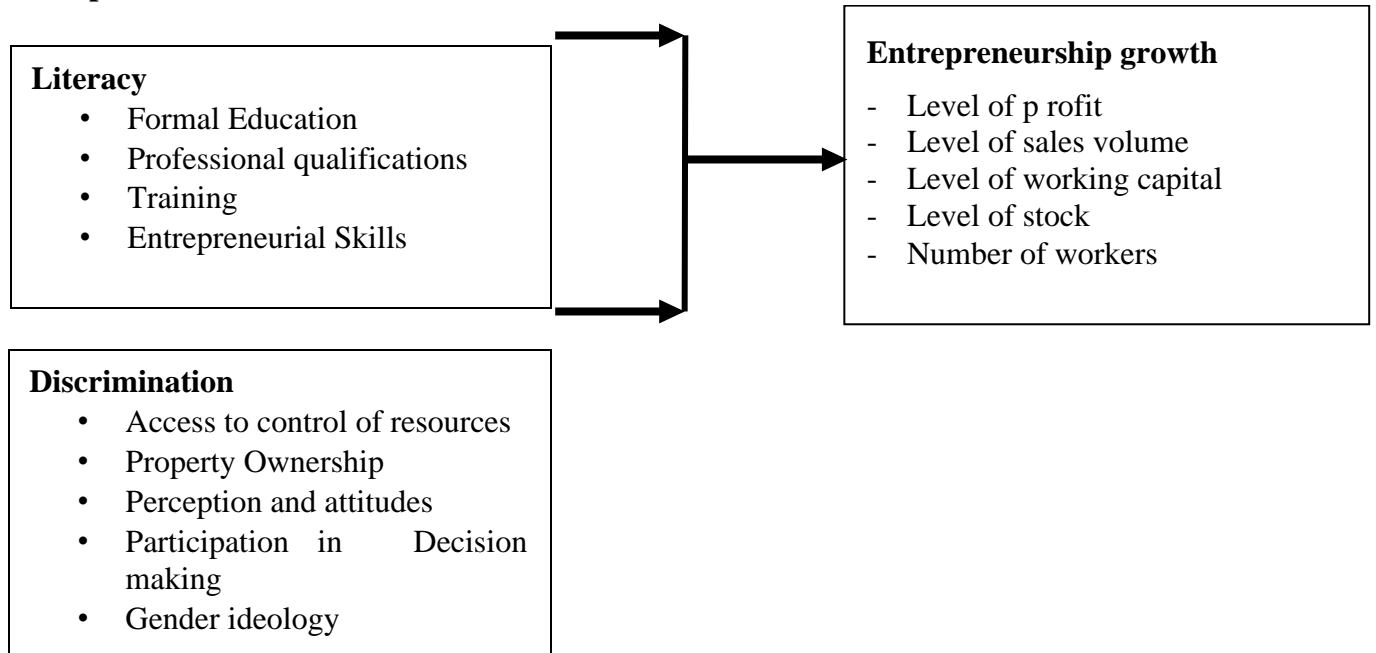 Literacy
• Formal Education
• Professional qualifications
• Training
• Entrepreneurial Skills
Entrepreneurship growth
- Level of p rofit
- Level of sales volume
- Level of working capital
- Level of stock
- Number of workers
Discrimination
• Access to control of resources
• Property Ownership
• Perception and attitudes
• Participation in Decision
making
• Gender ideology